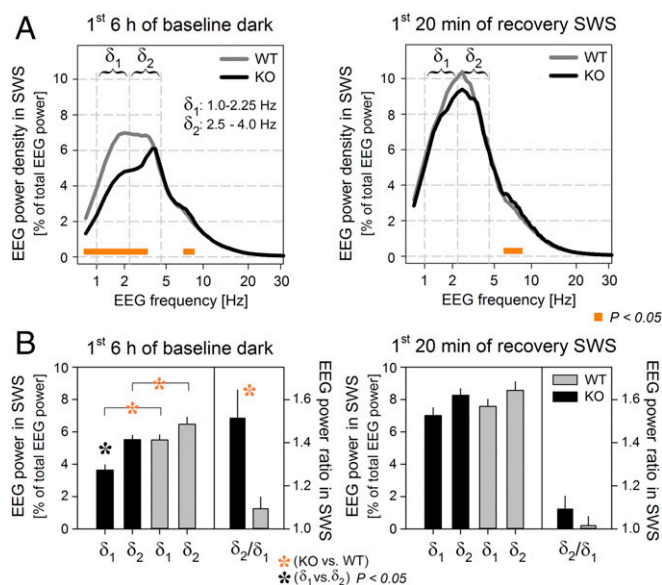 A
1st 6 h of baseline dark
EEG power density in SWS
[% of total EEG power]
10
8
6
4
2
0
δ1
δ2
WT
KO
δ1: 1.0-2.25 Hz
δ2: 2.5 - 4.0 Hz
1
2
5
10
20
30
EEG frequency [Hz]
1st 20 min of recovery SWS
EEG power density in SWS
[% of total EEG power]
10
8
6
4
2
0
δ1
δ2
WT
KO
1
2
5
10
20
30
EEG frequency [Hz]
P < 0.05
B
1st 6 h of baseline dark
EEG power in SWS
[% of total EEG power]
10
8
6
4
2
0
*
*
*
*
1.6
1.4
1.2
1.0
EEG power ratio in SWS
δ1 δ2 δ1 δ2 δ2/δ1
* (KO vs. WT)
* (δ1vs.δ2) P < 0.05
1st 20 min of recovery SWS
EEG power in SWS
[% of total EEG power]
10
8
6
4
2
0
WT
KO
1.6
1.4
1.2
1.0
EEG power ratio in SWS
δ1 δ2 δ1 δ2 δ2/δ1